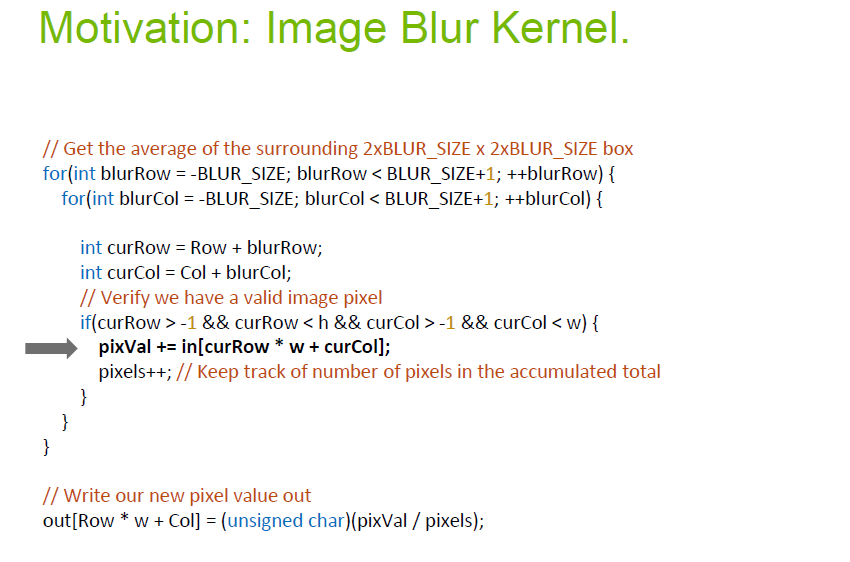 Motivation: Image Blur Kernel.
// Get the average of the surrounding 2xBLUR_SIZE x 2xBLUR_SIZE box
for(int blurRow = -BLUR_SIZE; blurRow < BLUR_SIZE+1; ++blurRow) {
for(int blurCol = -BLUR_SIZE; blurCol < BLUR_SIZE+1; ++blurCol) {
int curRow = Row + blurRow;
int curCol = Col + blurCol;
// Verify we have a valid image pixel
if(curRow > -1 && curRow < h && curCol > -1 && curCol < w) {
pixVal += in[curRow * w + curCol];
pixels++; // Keep track of number of pixels in the accumulated total
}
}
}
// Write our new pixel value out
out[Row * w + Col] = (unsigned char)(pixVal / pixels);